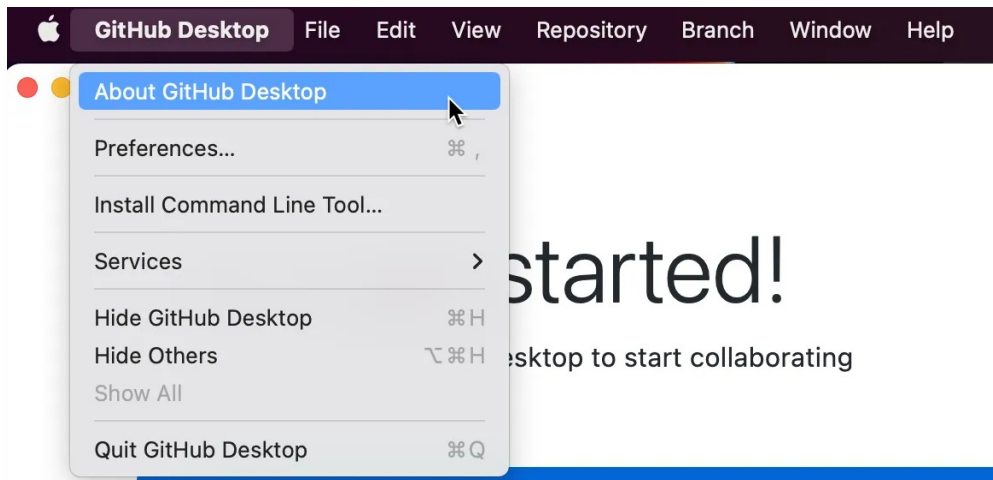 GitHub Desktop File Edit View Repository Branch Window Help
About GitHub Desktop
Preferences... ⌘ ,
Install Command Line Tool...
Services
started!
Hide GitHub Desktop ⌘H
Hide Others ⌥⌘H
sktop to start collaborating
Show All
Quit GitHub Desktop ⌘Q